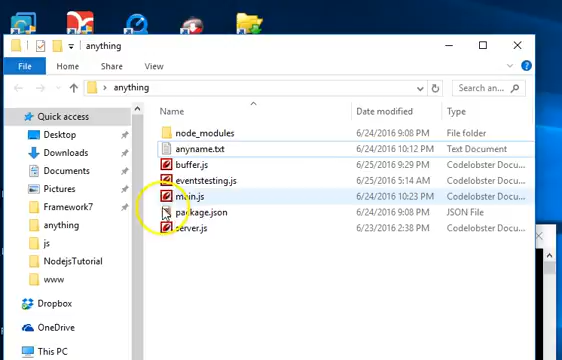 anything
File
Home
Share
View
anything
Search an...
Name
Date modified
Type
Quick access
Desktop
Downloads
Documents
Pictures
Framework7
anything
js
NodejsTutorial
www
Dropbox
OneDrive
This PC
node_modules 6/24/2016 9:08 PM File folder
anyname.txt 6/24/2016 10:12 PM Text Document
buffer.js 6/25/2016 9:29 PM Codelobster Docu...
eventstesting.js 6/25/2016 5:14 AM Codelobster Docu...
main.js 6/24/2016 10:23 PM Codelobster Docu...
package.json 6/24/2016 9:08 PM JSON File
server.js 6/23/2016 2:38 PM Codelobster Docu...